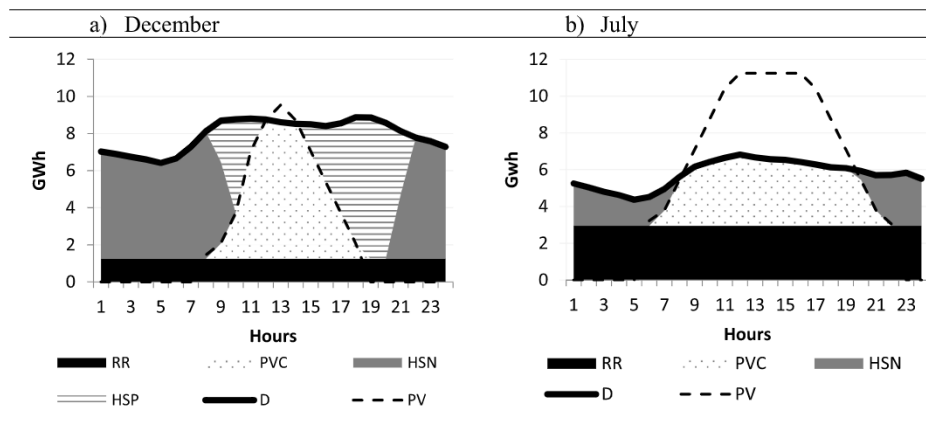 a) December
b) July
12
10
8
6
4
2
0
GWh
1 3 5 7 9 11 13 15 17 19 21 23
Hours
RR PVC HSN
HSP D PV
12
10
8
6
4
2
0
GWh
1 3 5 7 9 11 13 15 17 19 21 23
Hours
RR PVC HSN
D PV